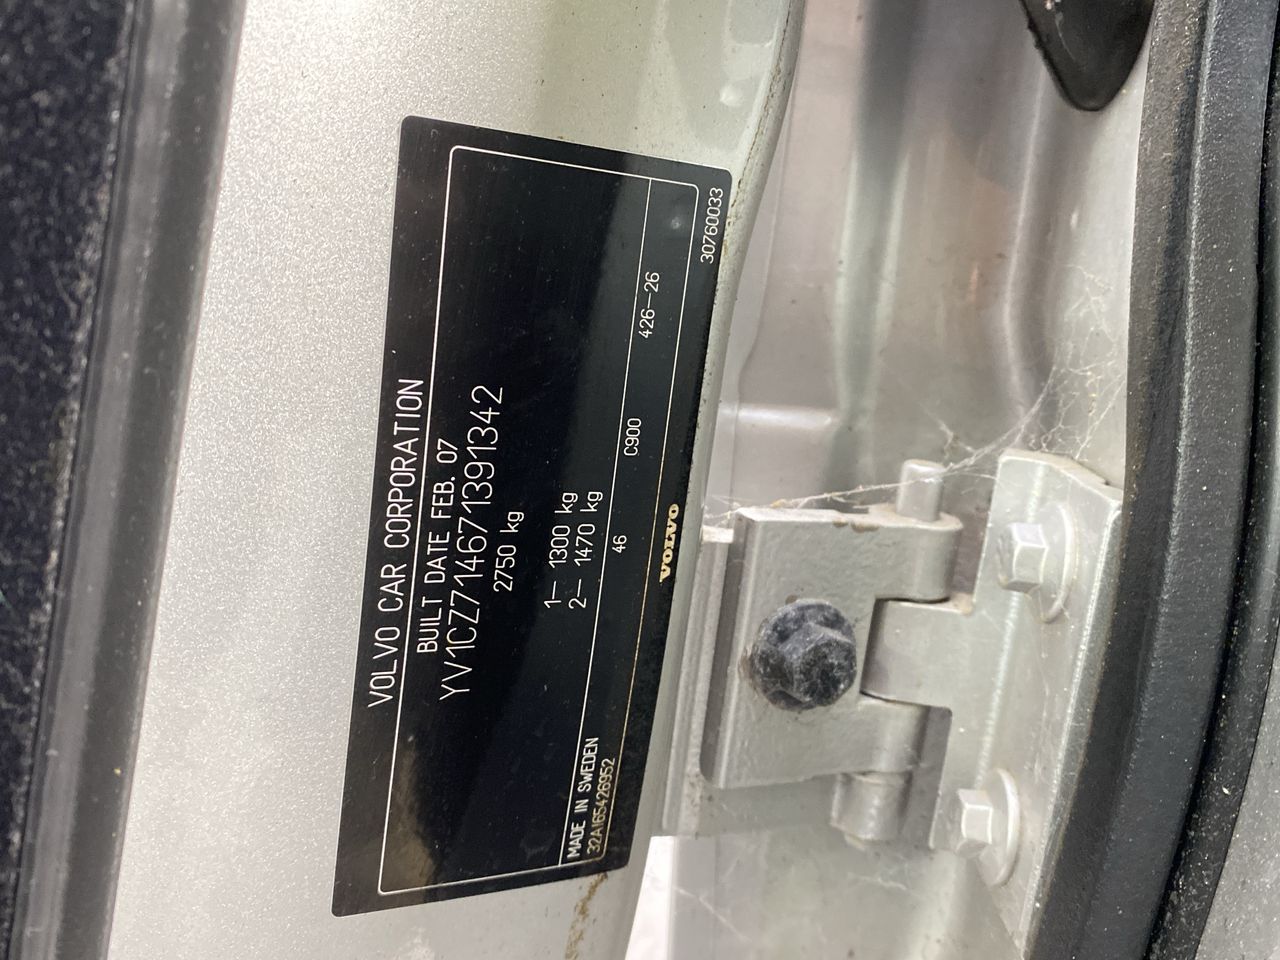 VOLVO CAR CORPORATION
BUILT DATE FEB. 07
YV1CZ714671391342
2750 kg
1— 1300 kg
2— 1470 kg
46 C900 426-26
MADE IN SWEDEN
32A165426952
VOLVO
30760033